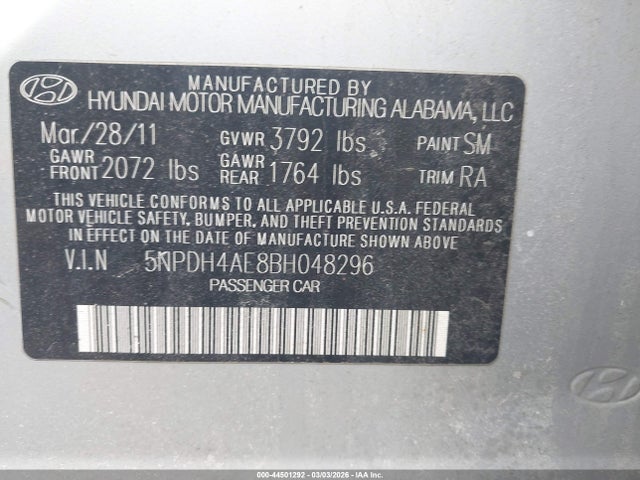 MANUFACTURED BY
HYUNDAI MOTOR MANUFACTURING ALABAMA, LLC
Mar/28/11 GVWR 3792 lbs PAINT SM
GAWR FRONT 2072 lbs GAWR REAR 1764 lbs TRIM RA
THIS VEHICLE CONFORMS TO ALL APPLICABLE U.S.A. FEDERAL
MOTOR VEHICLE SAFETY, BUMPER, AND THEFT PREVENTION STANDARDS
IN EFFECT ON THE DATE OF MANUFACTURE SHOWN ABOVE.
V.I.N 5NPDH4AE8BH048296
PASSENGER CAR
000-44501292 - 03/03/2026 - IAA Inc.